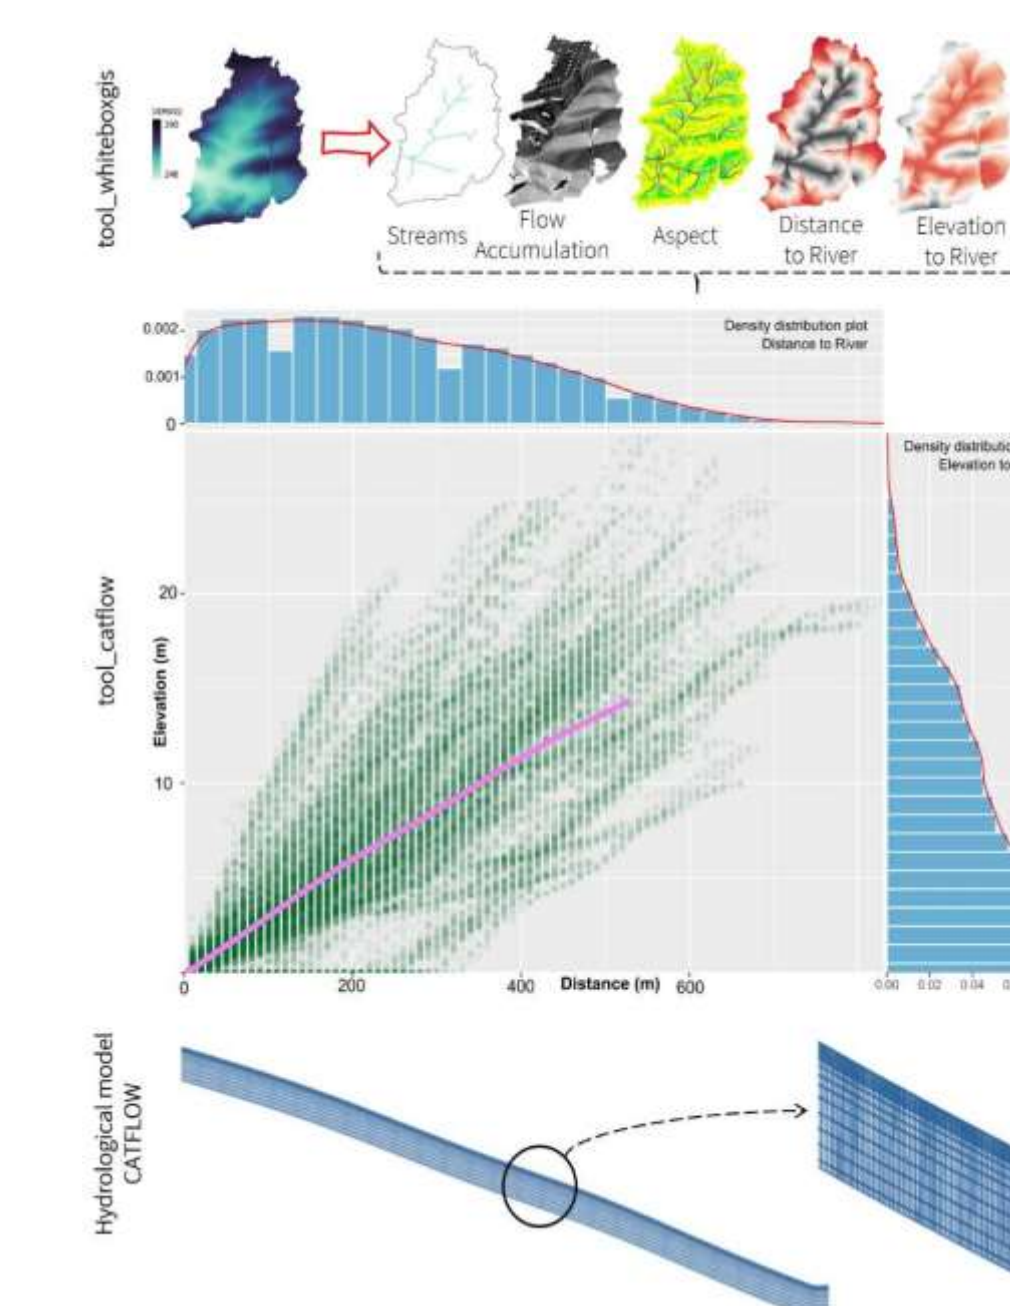 tool_whiteboxgis
Streams
Flow
Accumulation
Aspect
Distance
to River
Elevation
to River
0.002
0.001
0
Density distribution plot
Distance to River
Density distributio
Elevation to
tool_catflow
Elevation (m)
20
10
0
200
400
Distance (m)
600
0.00
0.02
0.04
Hydrological model
CATFLOW